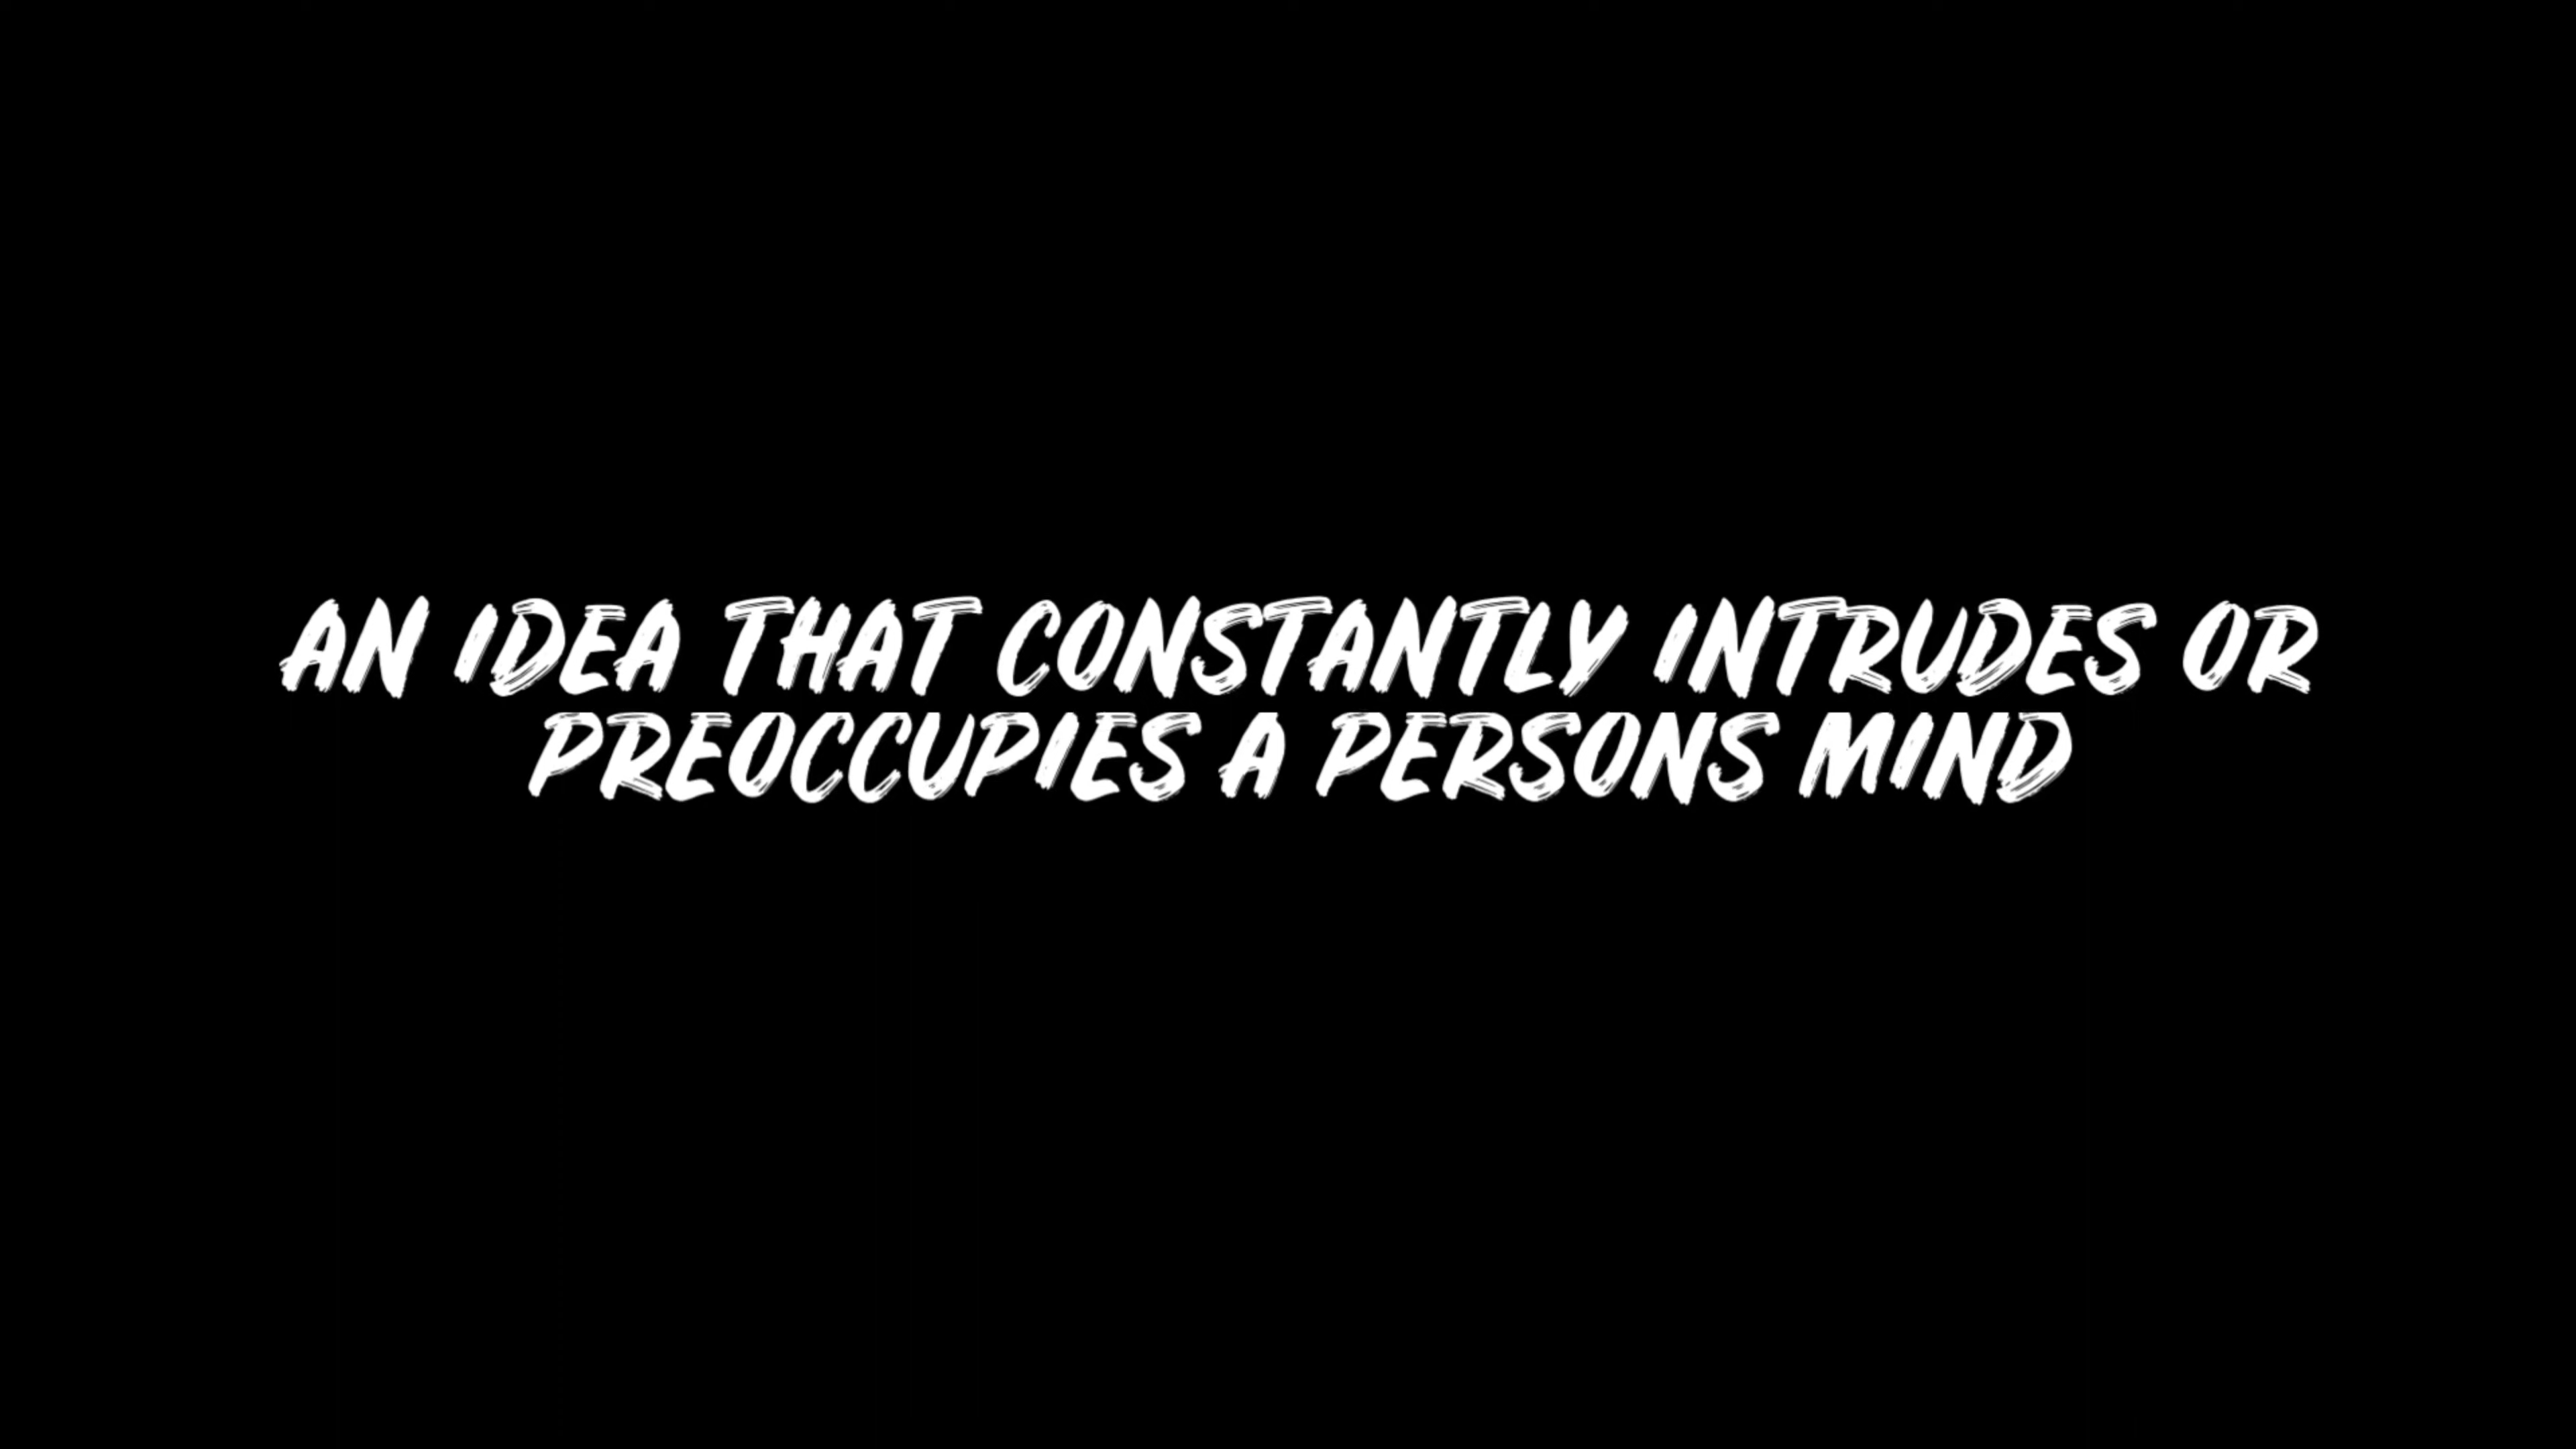 AN IDEA THAT CONSTANTLY INTRUDES OR
PREOCCUPIES A PERSONS MIND